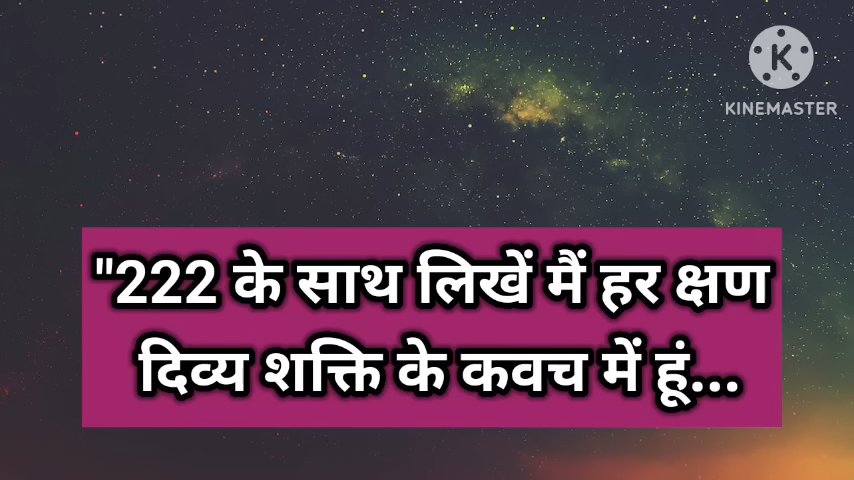 K
KINEMASTER
"222 के साथ लिखें मैं हर क्षण
दिव्य शक्ति के कवच में हूं...